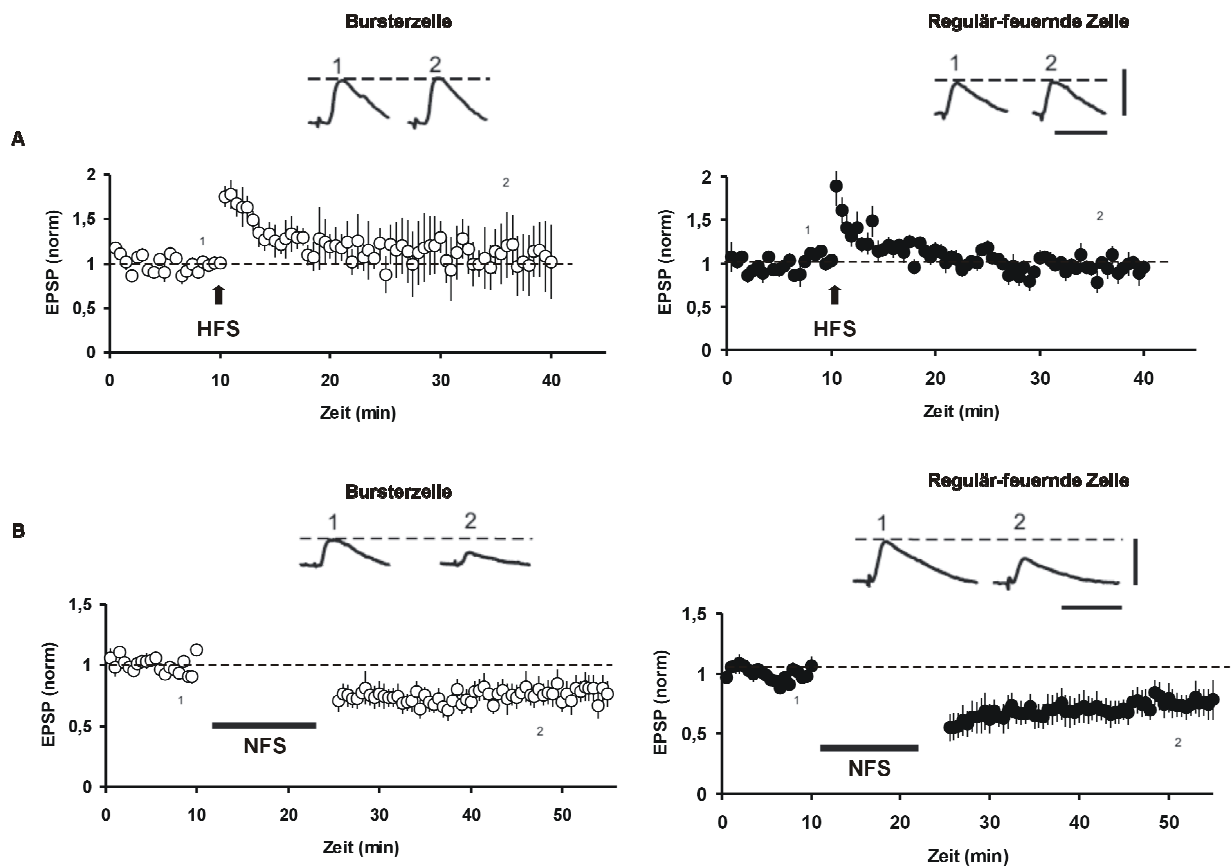 Bursterzelle
Regulär-feuernde Zelle
1 2
1 2
A
2
1,5
1
0,5
0
EPSP (norm)
1
2
HFS
0 10 20 30 40
Zeit (min)
2
1,5
1
0,5
0
EPSP (norm)
1
2
HFS
0 10 20 30 40
Zeit (min)
Bursterzelle
Regulär-feuernde Zelle
B
1 2
1 2
1,5
1
0,5
0
EPSP (norm)
1
2
NFS
0 10 20 30 40 50
Zeit (min)
1,5
1
0,5
0
EPSP (norm)
1
2
NFS
0 10 20 30 40 50
Zeit (min)